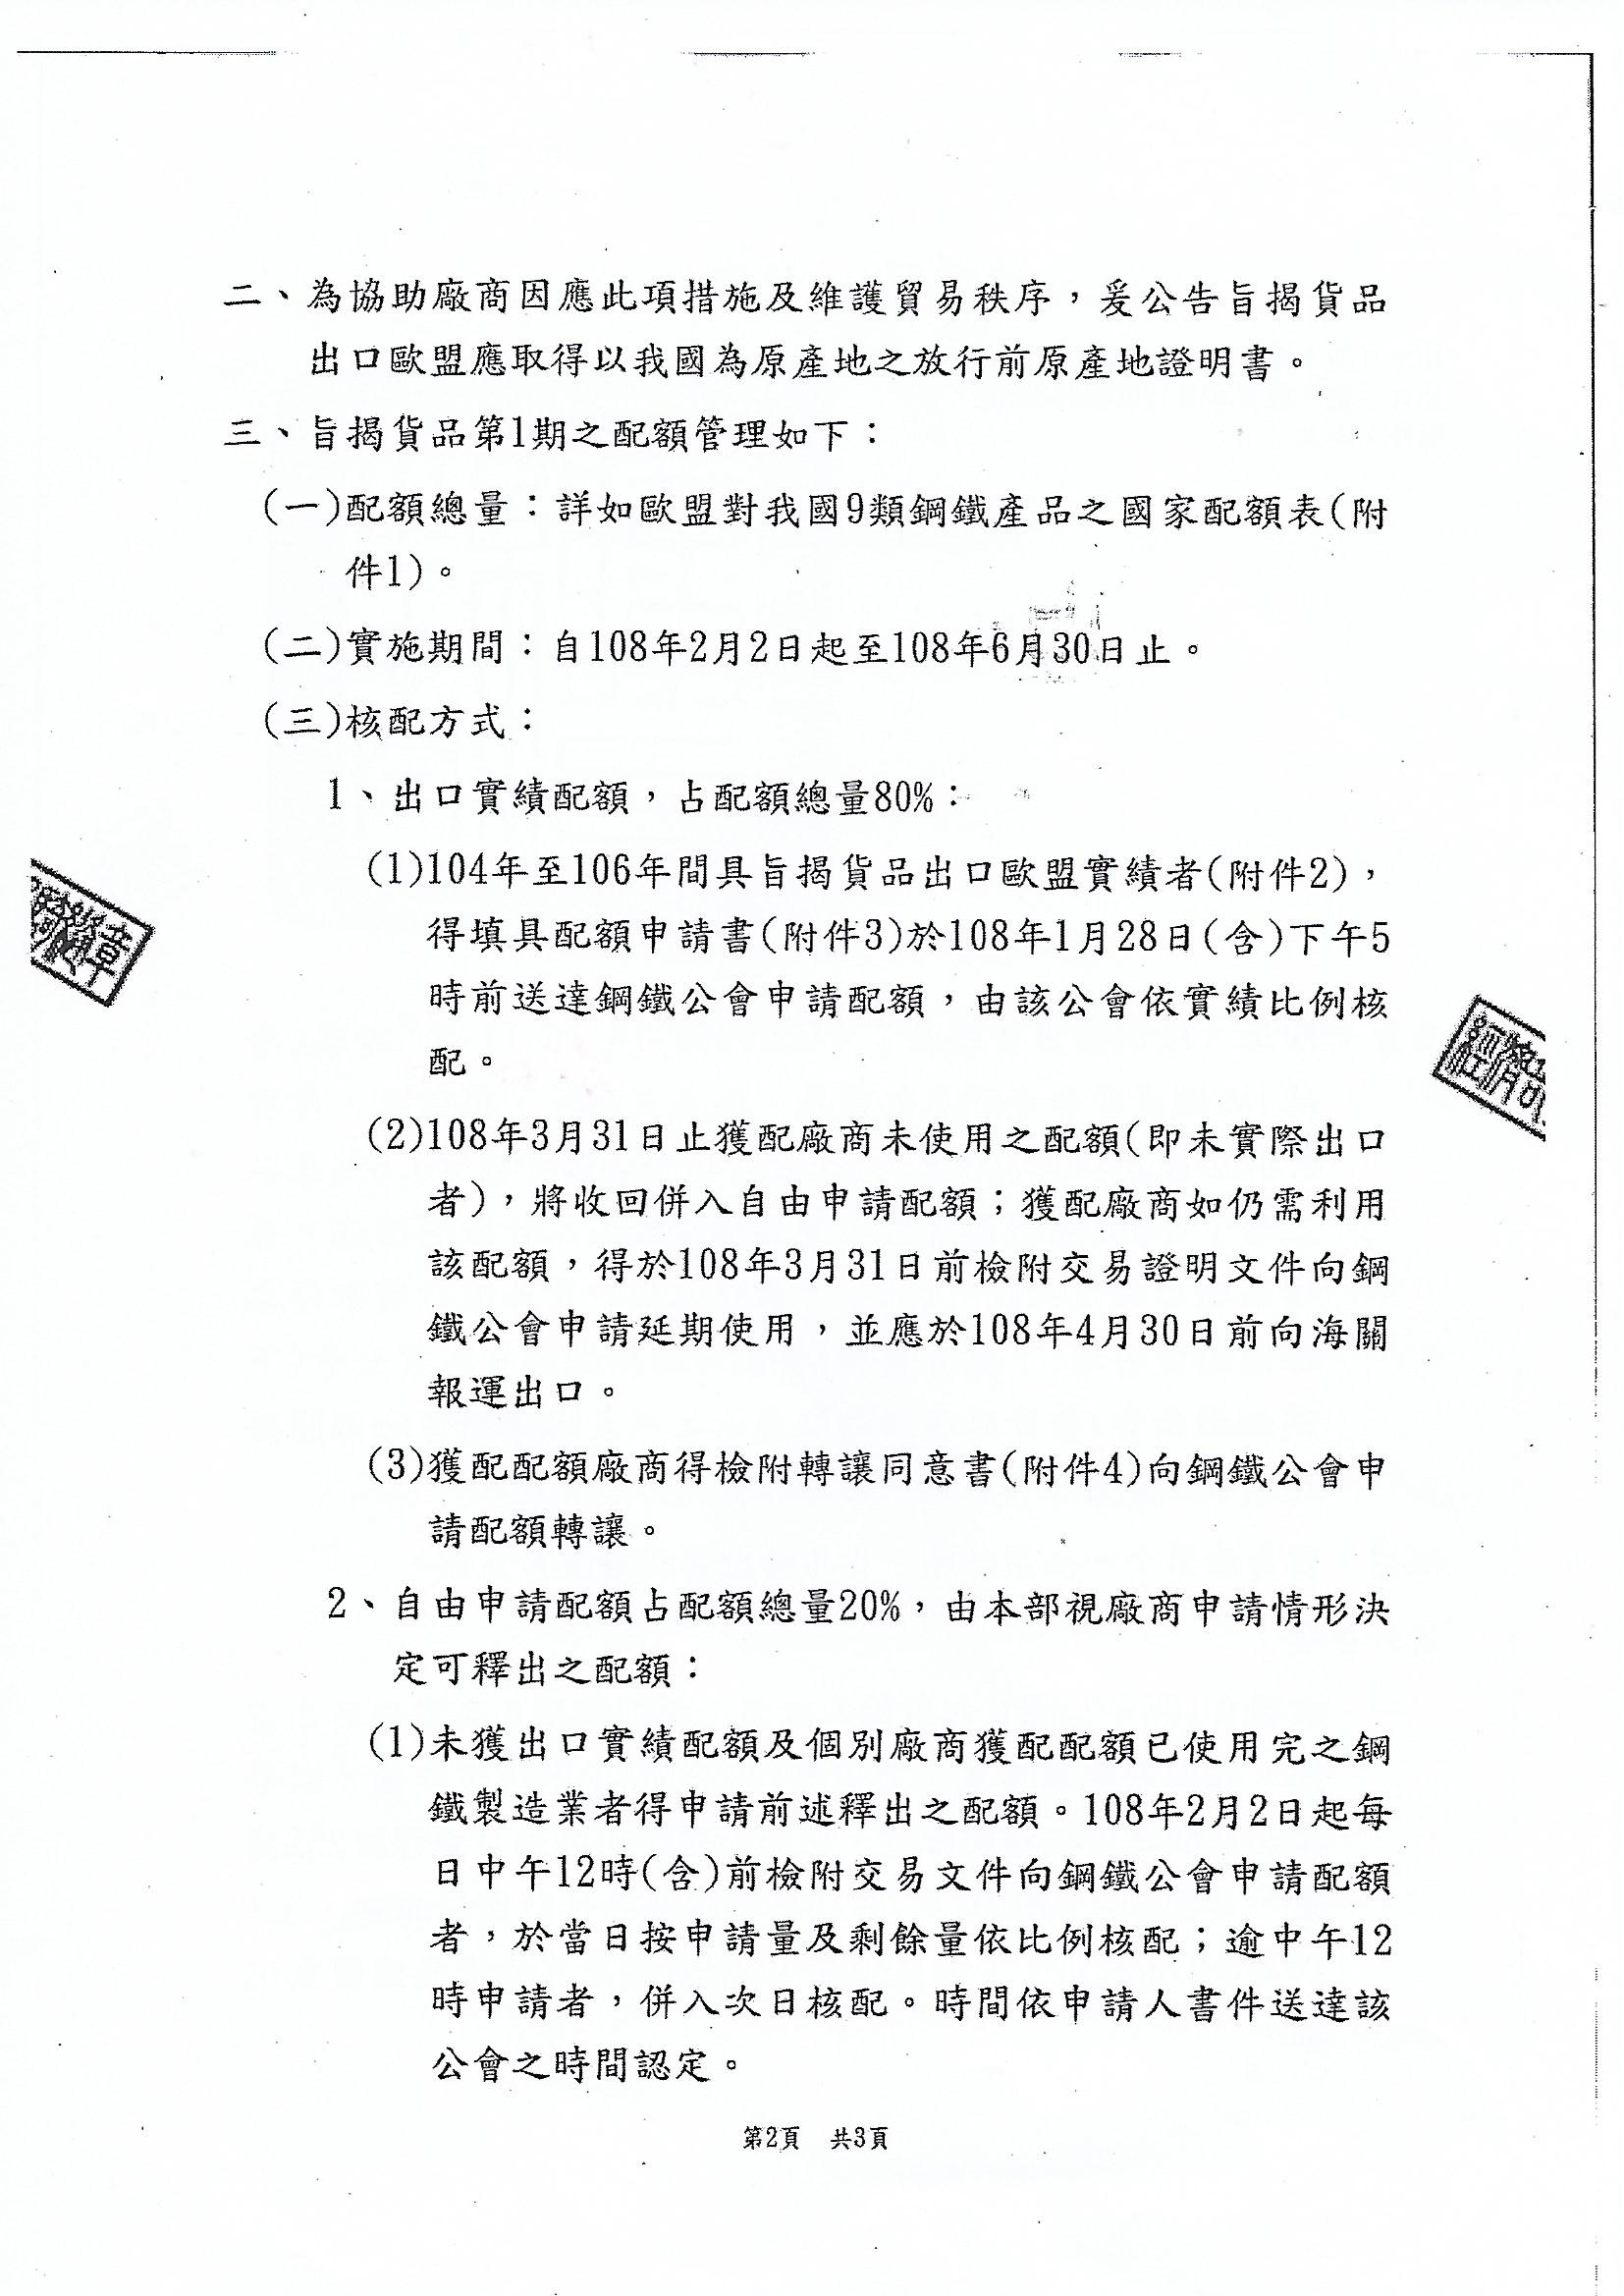 二、為協助廠商因應此項措施及維護貿易秩序，爰公告旨揭貨品
出口歐盟應取得以我國為原產地之放行前原產地證明書。
三、旨揭貨品第1期之配額管理如下：
(一)配額總量：詳如歐盟對我國9類鋼鐵產品之國家配額表(附
件1)。
(二)實施期間：自108年2月2日起至108年6月30日止。
(三)核配方式：
1、出口實績配額，占配額總量80%：
(1)104年至106年間具旨揭貨品出口歐盟實績者(附件2)，
得填具配額申請書(附件3)於108年1月28日(含)下午5
時前送達鋼鐵公會申請配額，由該公會依實績比例核
配。
(2)108年3月31日止獲配廠商未使用之配額(即未實際出口
者)，將收回併入自由申請配額；獲配廠商如仍需利用
該配額，得於108年3月31日前檢附交易證明文件向鋼
鐵公會申請延期使用，並應於108年4月30日前向海關
報運出口。
(3)獲配配額廠商得檢附轉讓同意書(附件4)向鋼鐵公會申
請配額轉讓。
2、自由申請配額占配額總量20%，由本部視廠商申請情形決
定可釋出之配額：
(1)未獲出口實績配額及個別廠商獲配配額已使用完之鋼
鐵製造業者得申請前述釋出之配額。108年2月2日起每
日中午12時(含)前檢附交易文件向鋼鐵公會申請配額
者，於當日按申請量及剩餘量依比例核配；逾中午12
時申請者，併入次日核配。時間依申請人書件送達該
公會之時間認定。
章
第2頁 共3頁